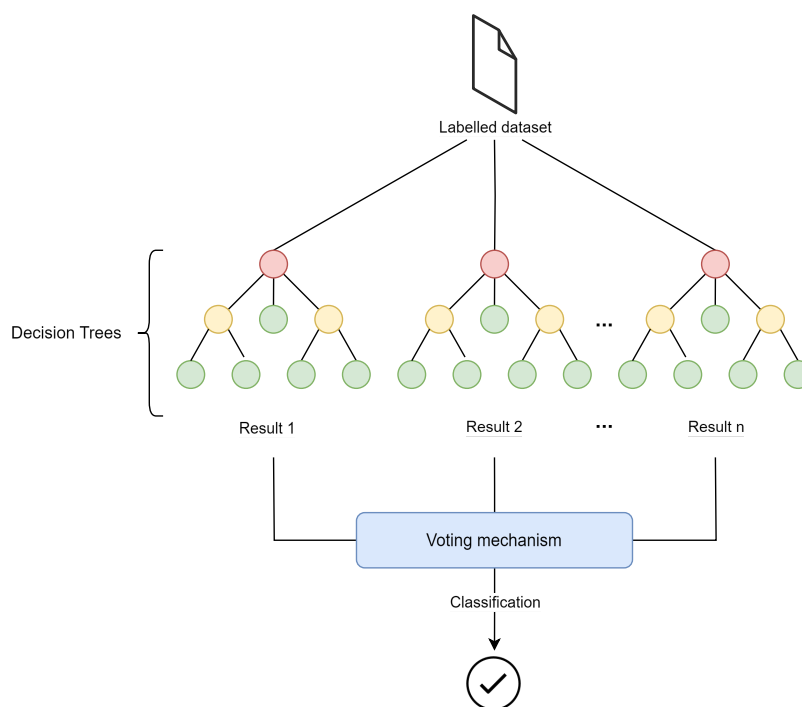 Labelled dataset
Decision Trees
...
Result 1
Result 2
...
Result n
Voting mechanism
Classification